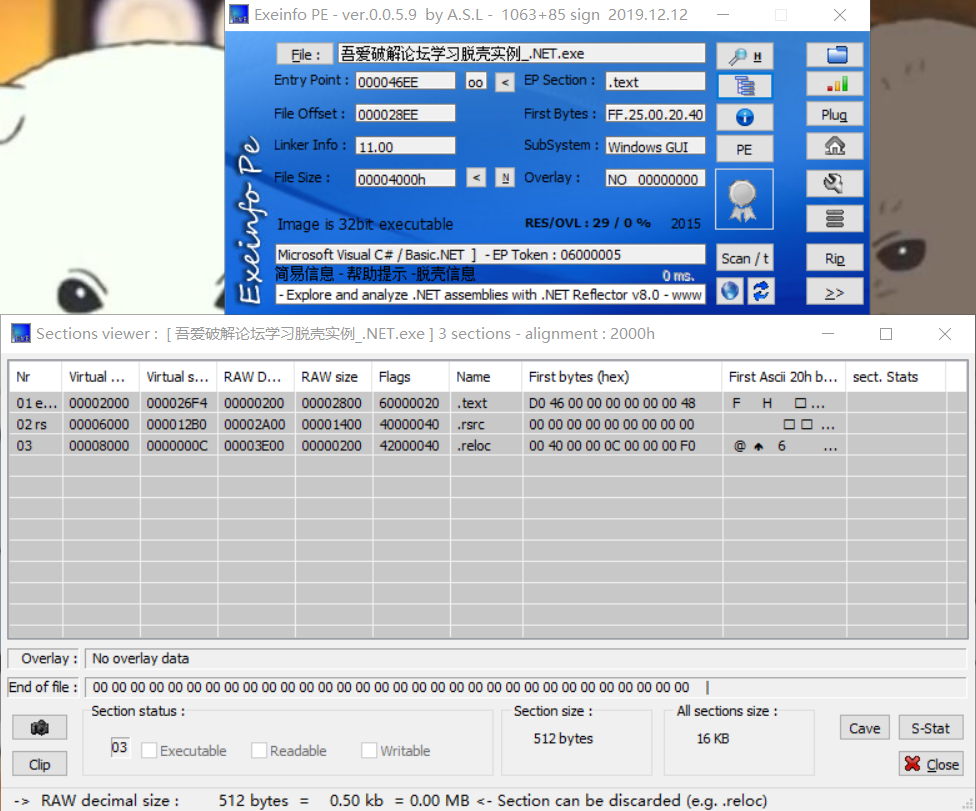 Exeinfo PE - ver.0.0.5.9 by A.S.L - 1063+85 sign 2019.12.12
File : 吾爱破解论坛学习脱壳实例_.NET.exe H
Entry Point : 000046EE oo < EP Section : .text
File Offset : 000028EE First Bytes : FF.25.00.20.40 Plug
Linker Info : 11.00 SubSystem : Windows GUI PE
File Size : 00004000h < N Overlay : NO 00000000
Exeinfo Pe
Image is 32bit executable RES/OVL : 29 / 0 % 2015
Microsoft Visual C# / Basic.NET ] - EP Token : 06000005 Scan / t Rip
简易信息 - 帮助提示 -脱壳信息 0 ms.
- Explore and analyze .NET assemblies with .NET Reflector v8.0 - www >>
Sections viewer : [ 吾爱破解论坛学习脱壳实例_.NET.exe ] 3 sections - alignment : 2000h
Nr Virtual ... Virtual s... RAW D... RAW size Flags Name First bytes (hex) First Ascii 20h b... sect. Stats
01 e... 00002000 000026F4 00000200 00002800 60000020 .text D0 46 00 00 00 00 00 00 48 F H □ ...
02 rs 00006000 000012B0 00002A00 00001400 40000040 .rsrc 00 00 00 00 00 00 00 00 00 □ □ ...
03 00008000 0000000C 00003E00 00000200 42000040 .reloc 00 40 00 00 0C 00 00 00 F0 @ ♠ 6 ...
Overlay : No overlay data
End of file : 00 00 00 00 00 00 00 00 00 00 00 00 00 00 00 00 00 00 00 00 00 00 00 00 00 00 00 00 00 00 00 00 |
Section status : Section size : All sections size :
03 Executable Readable Writable 512 bytes 16 KB Cave S-Stat
Clip Close
-> RAW decimal size : 512 bytes = 0.50 kb = 0.00 MB <- Section can be discarded (e.g. .reloc)